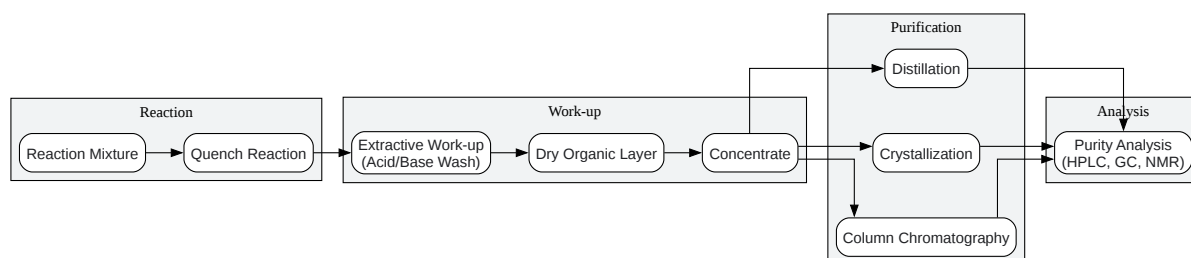 Reaction
Reaction Mixture
Quench Reaction
Work-up
Extractive Work-up
(Acid/Base Wash)
Dry Organic Layer
Concentrate
Purification
Distillation
Crystallization
Column Chromatography
Analysis
Purity Analysis
(HPLC, GC, NMR)